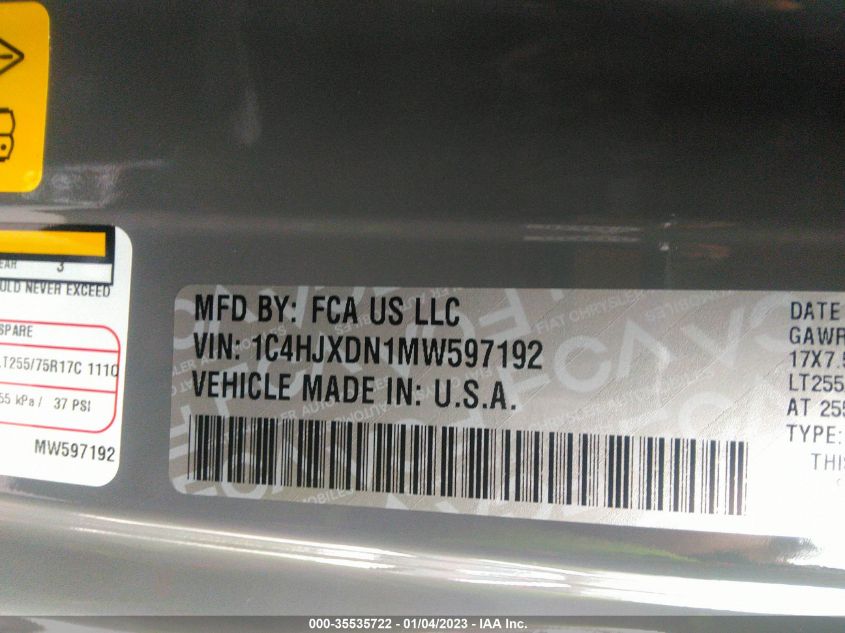 EAR 3
OULD NEVER EXCEED
SPARE
LT255/75R17C 111Q
55 kPa / 37 PSI
MW597192
MFD BY: FCA US LLC
VIN: 1C4HJXDN1MW597192
VEHICLE MADE IN: U.S.A.
DATE
GAWR
17X7.5
LT255
AT 255
TYPE:
THIS
000-35535722 - 01/04/2023 - IAA Inc.